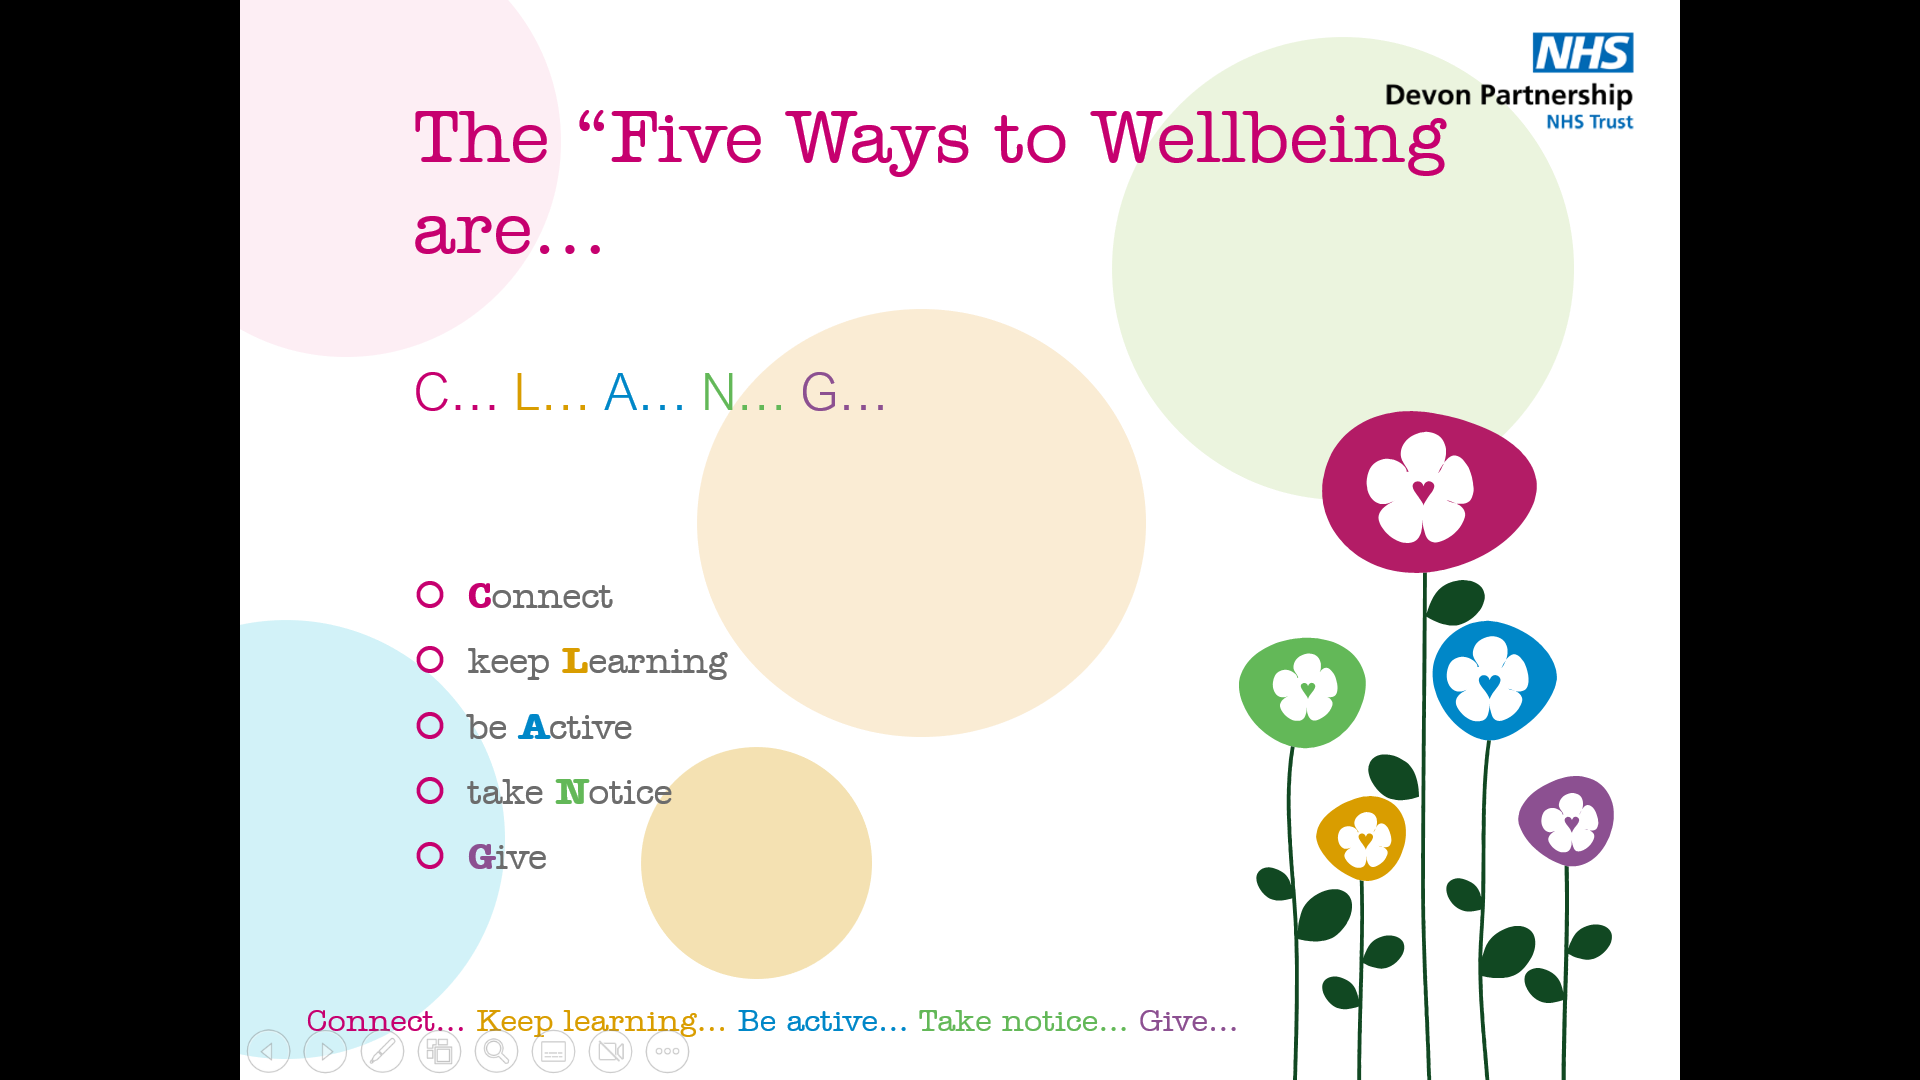 NHS
Devon Partnership
NHS Trust
The “Five Ways to Wellbeing
are…
C… L… A… N… G…
Connect
keep Learning
be Active
take Notice
Give
Connect… Keep learning… Be active… Take notice… Give…